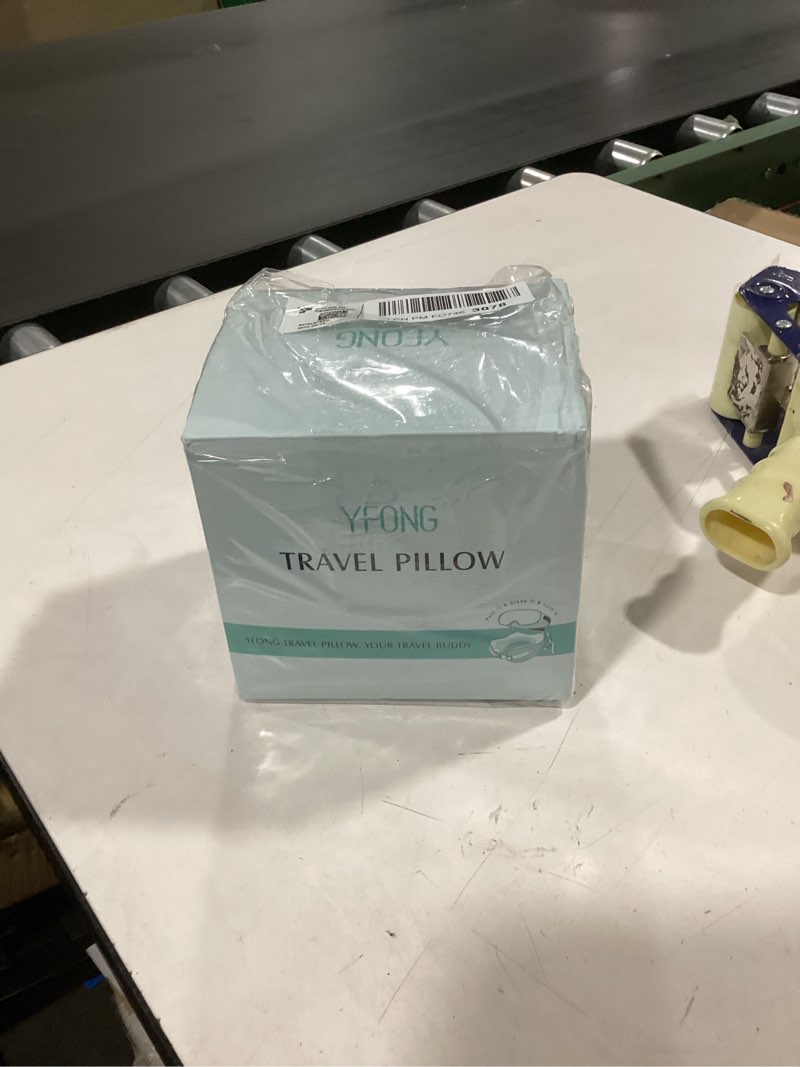 3078
YFONG
YFONG
TRAVEL PILLOW
YFONG TRAVEL PILLOW, YOUR TRAVEL BUDDY